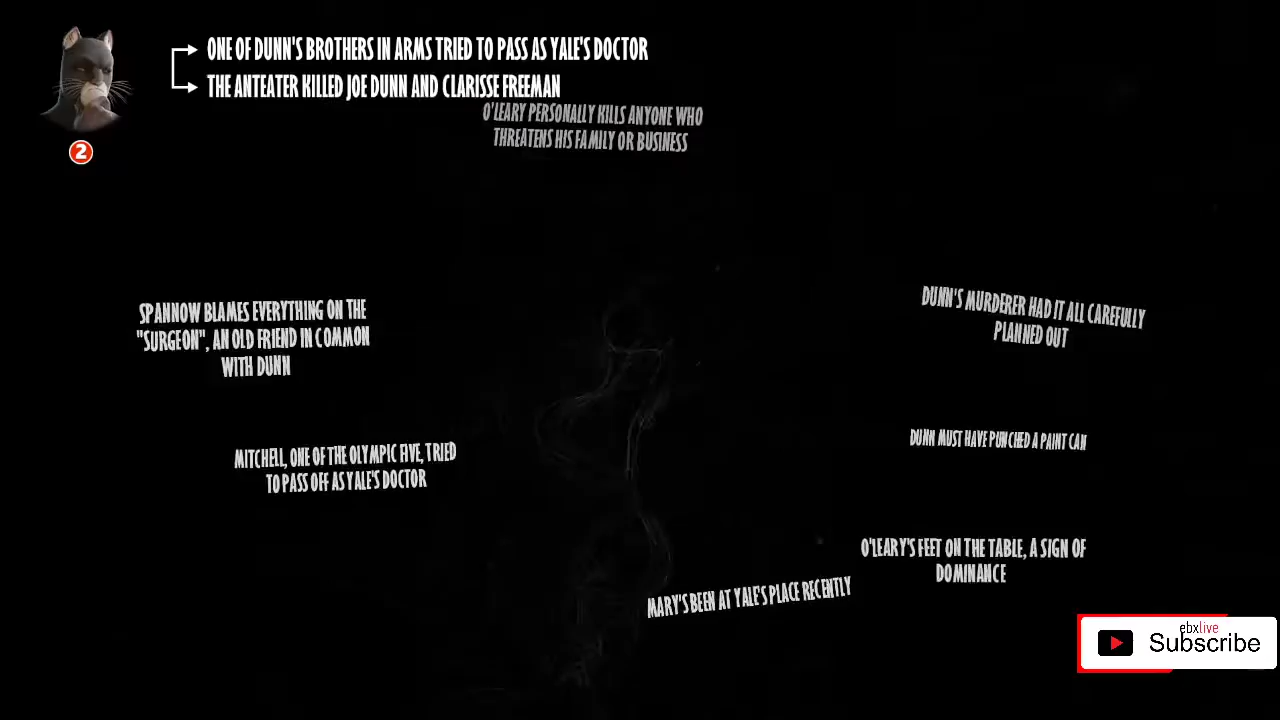 ONE OF DUNN'S BROTHERS IN ARMS TRIED TO PASS AS YALE'S DOCTOR
THE ANTEATER KILLED JOE DUNN AND CLARISSE FREEMAN
O'LEARY PERSONALLY KILLS ANYONE WHO
THREATENS HIS FAMILY OR BUSINESS
2
SPANNOW BLAMES EVERYTHING ON THE
"SURGEON", AN OLD FRIEND IN COMMON
WITH DUNN
DUNN'S MURDERER HAD IT ALL CAREFULLY
PLANNED OUT
MITCHELL, ONE OF THE OLYMPIC FIVE, TRIED
TO PASS OFF AS YALE'S DOCTOR
DUNN MUST HAVE PUNCHED A PAINT CAN
O'LEARY'S FEET ON THE TABLE, A SIGN OF
DOMINANCE
MARY'S BEEN AT YALE'S PLACE RECENTLY
ebxlive
Subscribe